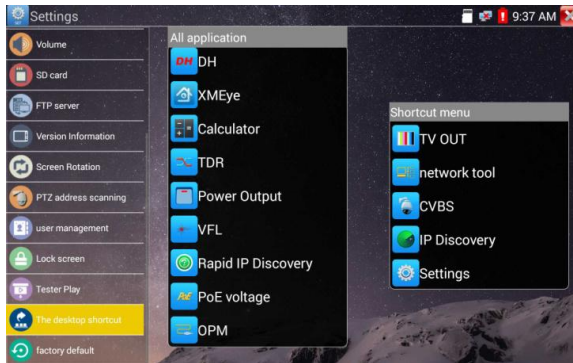 Settings
9:37 AM
Volume
SD card
FTP server
Version Information
Screen Rotation
PTZ address scanning
user management
Lock screen
Tester Play
The desktop shortcut
factory default
All application
DH DH
XMEye
Calculator
TDR
Power Output
VFL
Rapid IP Discovery
PoE PoE voltage
OPM
Shortcut menu
TV OUT
network tool
CVBS
IP Discovery
Settings